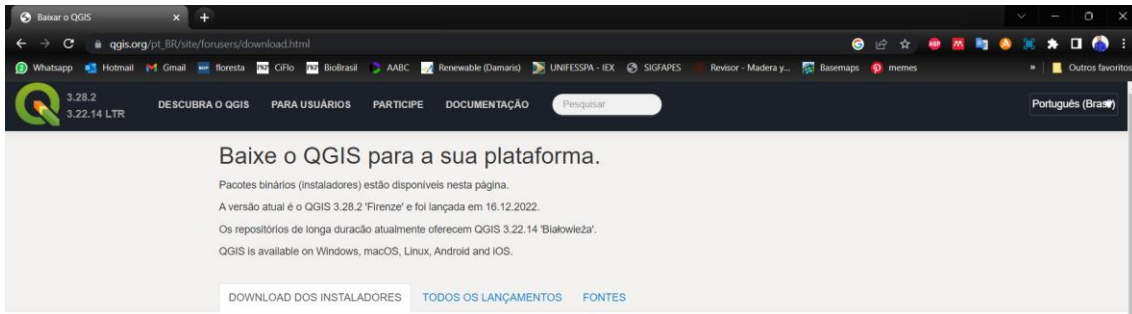 Baixar o QGIS
qgis.org/pt_BR/site/forusers/download.html
Whatsapp Hotmail Gmail floresta CiFlo BioBrasil AABC Renewable (Damaris) UNIFESSPA - IEX SIGFAPES Revisor - Madera y... Basemaps memes » Outros favoritos
3.28.2
3.22.14 LTR
DESCUBRA O QGIS PARA USUÁRIOS PARTICIPE DOCUMENTAÇÃO Pesquisar Português (Brasil)
Baixe o QGIS para a sua plataforma.
Pacotes binários (instaladores) estão disponíveis nesta página.
A versão atual é o QGIS 3.28.2 'Firenze' e foi lançada em 16.12.2022.
Os repositórios de longa duracão atualmente oferecem QGIS 3.22.14 'Białowieża'.
QGIS is available on Windows, macOS, Linux, Android and iOS.
DOWNLOAD DOS INSTALADORES TODOS OS LANÇAMENTOS FONTES